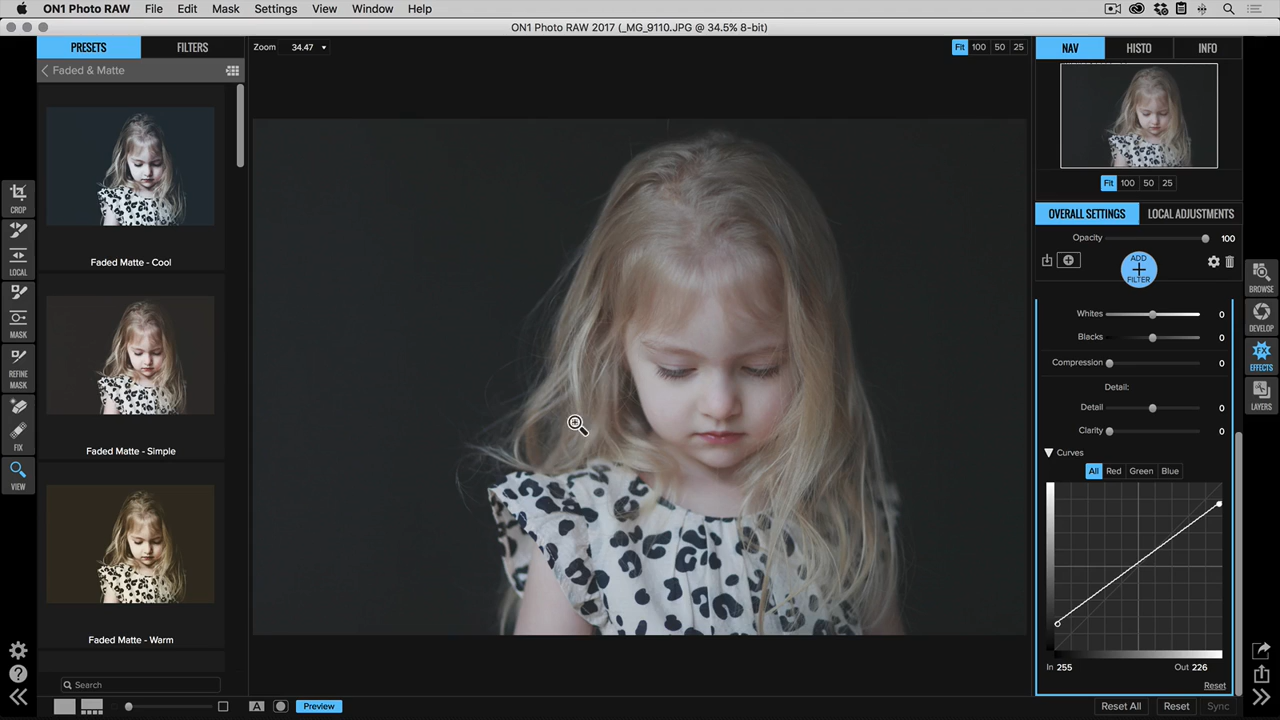 ON1 Photo RAW File Edit Mask Settings View Window Help
ON1 Photo RAW 2017 (_MG_9110.JPG @ 34.5% 8-bit)
PRESETS FILTERS
Faded & Matte
Zoom 34.47
Fit 100 50 25
NAV HISTO INFO
Faded Matte - Cool
Faded Matte - Simple
Faded Matte - Warm
Search
CROP
LOCAL
MASK
REFINE
MASK
FIX
VIEW
A Preview
Fit 100 50 25
OVERALL SETTINGS LOCAL ADJUSTMENTS
Opacity 100
ADD
FILTER
Whites 0
Blacks 0
Compression 0
Detail:
Detail 0
Clarity 0
Curves
All Red Green Blue
In 255 Out 226
Reset
Reset All Reset Sync
BROWSE
DEVELOP
FX
EFFECTS
LAYERS